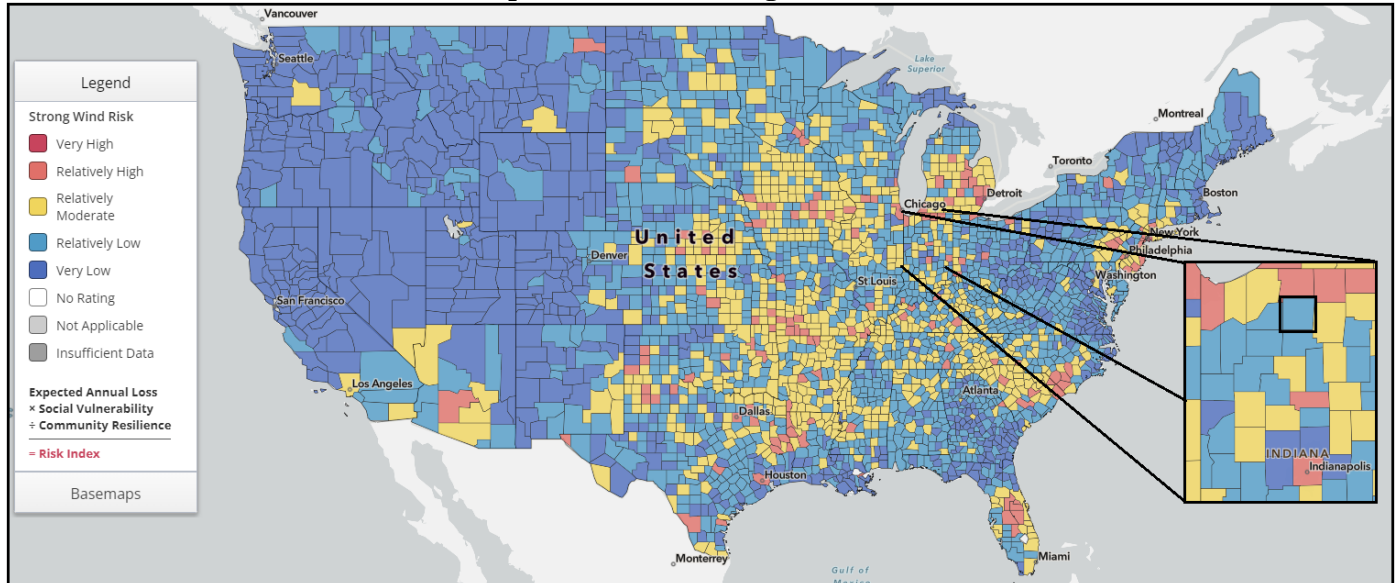 Vancouver
Seattle
Lake
Superior
Montreal
Toronto
Legend
Strong Wind Risk
Very High
Relatively High
Relatively
Moderate
Relatively Low
Very Low
No Rating
Not Applicable
Insufficient Data
Expected Annual Loss
× Social Vulnerability
÷ Community Resilience
= Risk Index
Basemaps
Detroit
Boston
Chicago
New York
Philadelphia
United
States
Denver
Washington
St Louis
San Francisco
Los Angeles
Atlanta
Dallas
Houston
INDIANA
Indianapolis
Monterrey
Miami
Gulf of